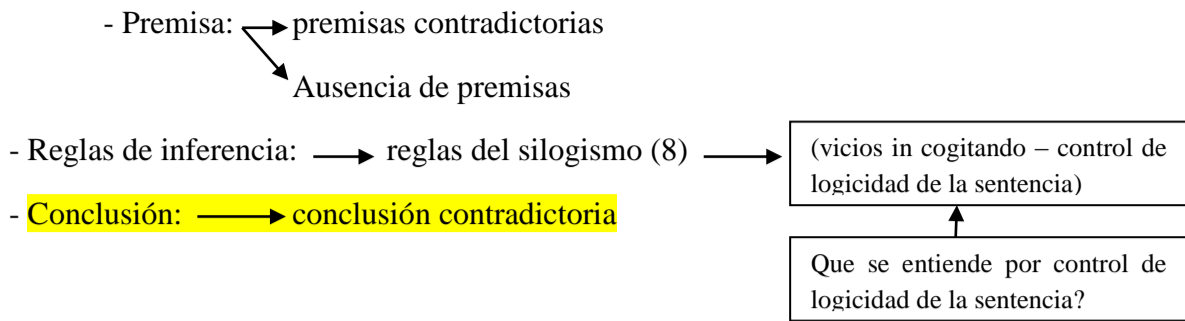 - Premisa: premisas contradictorias
Ausencia de premisas
- Reglas de inferencia: reglas del silogismo (8)
(vicios in cogitando – control de
logicidad de la sentencia)
- Conclusión: conclusión contradictoria
Que se entiende por control de
logicidad de la sentencia?